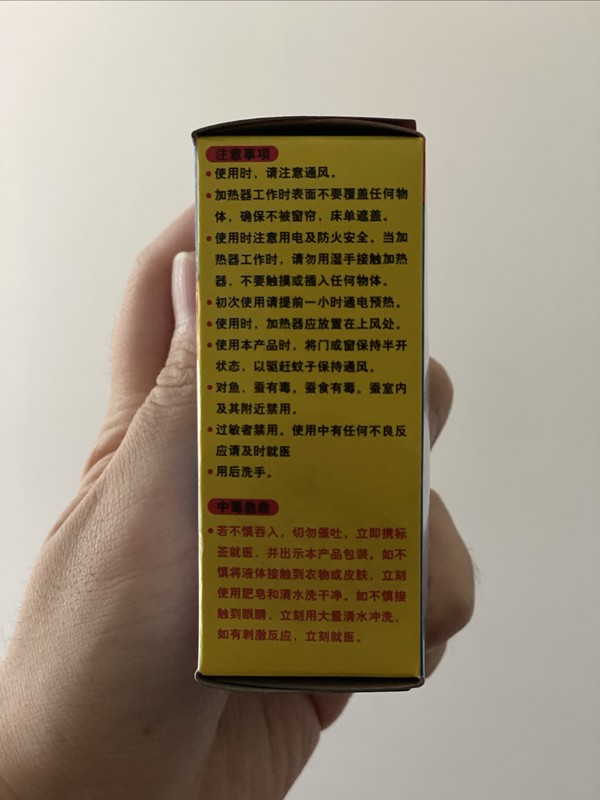 注意事项
•使用时，请注意通风。
•加热器工作时表面不要覆盖任何物
体，确保不被窗帘，床单遮盖。
•使用时注意用电及防火安全。当加
热器工作时，请勿用湿手接触加热
器，不要触摸或插入任何物体。
•初次使用请提前一小时通电预热。
•使用时，加热器应放置在上风处。
•使用本产品时，将门或窗保持半开
状态，以驱赶蚊子保持通风。
•对鱼、蚕有毒。蚕食有毒。蚕室内
及其附近禁用。
•过敏者禁用。使用中有任何不良反
应请及时就医
•用后洗手。
中毒急救
•若不慎吞入，切勿催吐，立即携标
签就医，并出示本产品包装。如不
慎将液体接触到衣物或皮肤，立刻
使用肥皂和清水洗干净。如不慎接
触到眼睛，立刻用大量清水冲洗，
如有刺激反应，立刻就医。